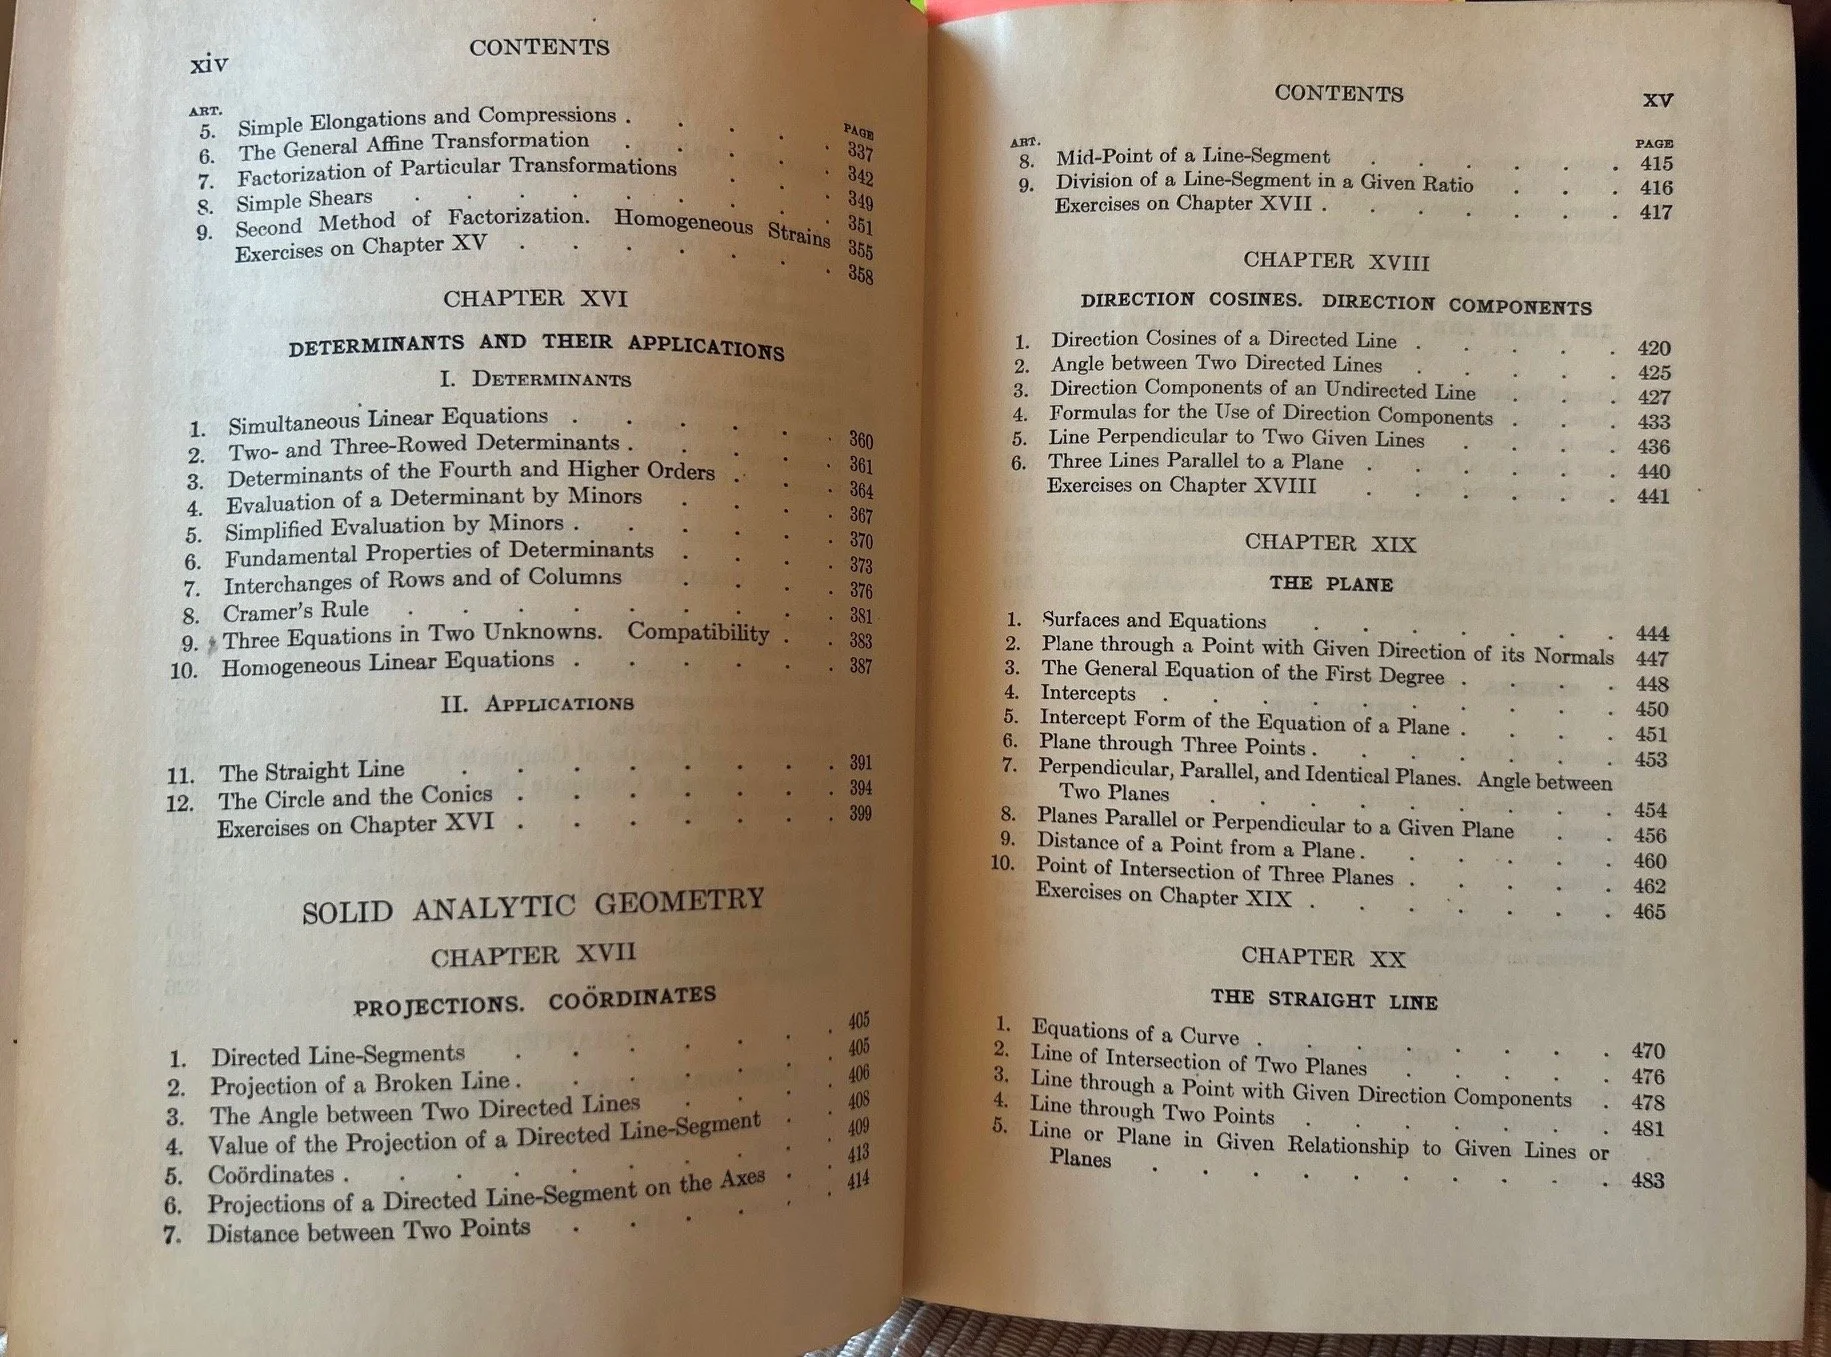 xiv CONTENTS
ART. PAGE
5. Simple Elongations and Compressions . . . . . 337
6. The General Affine Transformation . . . . . 342
7. Factorization of Particular Transformations . . . 349
8. Simple Shears . . . . . . . . . 351
9. Second Method of Factorization. Homogeneous Strains 355
Exercises on Chapter XV . . . . . . . 358
CHAPTER XVI
DETERMINANTS AND THEIR APPLICATIONS
I. DETERMINANTS
1. Simultaneous Linear Equations . . . . . . 360
2. Two- and Three-Rowed Determinants . . . . . 361
3. Determinants of the Fourth and Higher Orders . . . 364
4. Evaluation of a Determinant by Minors . . . . 367
5. Simplified Evaluation by Minors . . . . . . 370
6. Fundamental Properties of Determinants . . . . 373
7. Interchanges of Rows and of Columns . . . . 376
8. Cramer's Rule . . . . . . . . . 381
9. Three Equations in Two Unknowns. Compatibility . . 383
10. Homogeneous Linear Equations . . . . . . 387
II. APPLICATIONS
11. The Straight Line . . . . . . . . 391
12. The Circle and the Conics . . . . . . . 394
Exercises on Chapter XVI . . . . . . . 399
SOLID ANALYTIC GEOMETRY
CHAPTER XVII
PROJECTIONS. COÖRDINATES
1. Directed Line-Segments . . . . . . . 405
2. Projection of a Broken Line . . . . . . 405
3. The Angle between Two Directed Lines . . . . 406
4. Value of the Projection of a Directed Line-Segment . . 408
5. Coördinates . . . . . . . . . 409
6. Projections of a Directed Line-Segment on the Axes . . 413
7. Distance between Two Points . . . . . . 414
CONTENTS XV
ART. PAGE
8. Mid-Point of a Line-Segment . . . . . . 415
9. Division of a Line-Segment in a Given Ratio . . . 416
Exercises on Chapter XVII . . . . . . . 417
CHAPTER XVIII
DIRECTION COSINES. DIRECTION COMPONENTS
1. Direction Cosines of a Directed Line . . . . . 420
2. Angle between Two Directed Lines . . . . . 425
3. Direction Components of an Undirected Line . . . 427
4. Formulas for the Use of Direction Components . . . 433
5. Line Perpendicular to Two Given Lines . . . . 436
6. Three Lines Parallel to a Plane . . . . . . 440
Exercises on Chapter XVIII . . . . . . 441
CHAPTER XIX
THE PLANE
1. Surfaces and Equations . . . . . . . 444
2. Plane through a Point with Given Direction of its Normals 447
3. The General Equation of the First Degree . . . . 448
4. Intercepts . . . . . . . . . . 450
5. Intercept Form of the Equation of a Plane . . . . 451
6. Plane through Three Points . . . . . . . 453
7. Perpendicular, Parallel, and Identical Planes. Angle between
Two Planes . . . . . . . . . 454
8. Planes Parallel or Perpendicular to a Given Plane . . 456
9. Distance of a Point from a Plane . . . . . . 460
10. Point of Intersection of Three Planes . . . . . 462
Exercises on Chapter XIX . . . . . . . 465
CHAPTER XX
THE STRAIGHT LINE
1. Equations of a Curve . . . . . . . . 470
2. Line of Intersection of Two Planes . . . . . 476
3. Line through a Point with Given Direction Components . 478
4. Line through Two Points . . . . . . . 481
5. Line or Plane in Given Relationship to Given Lines or
Planes . . . . . . . . . . 483